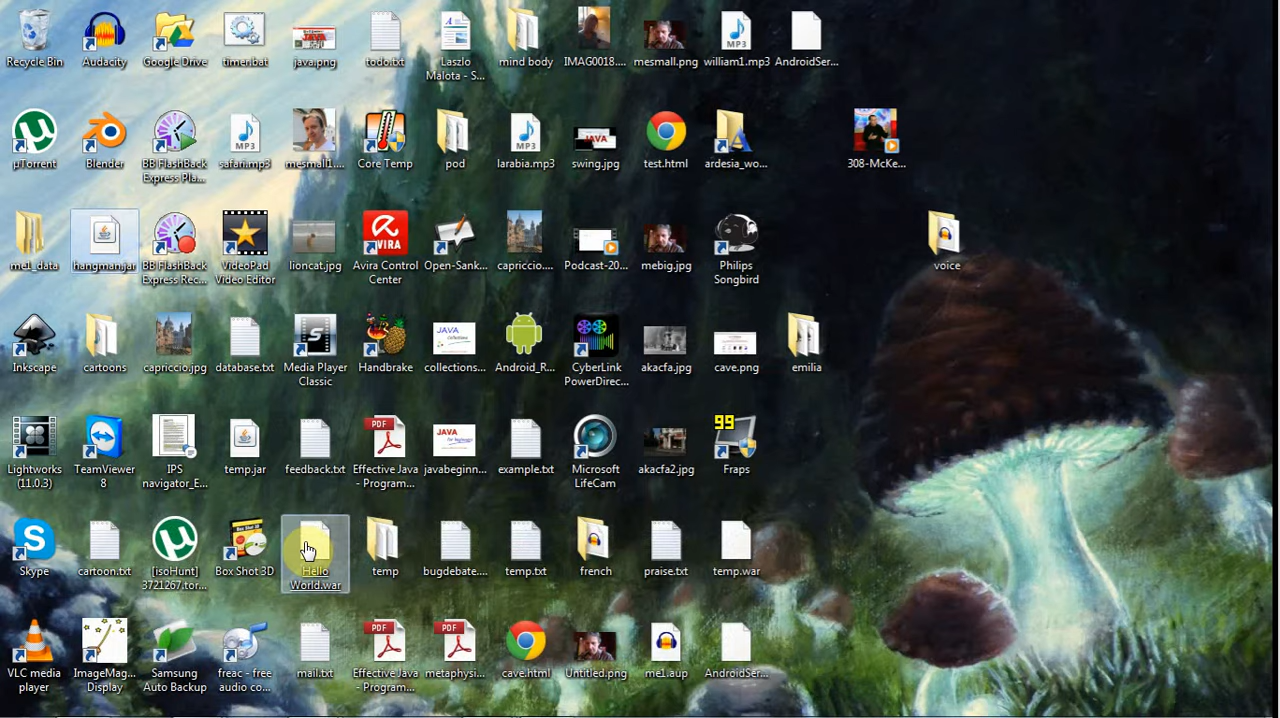 Recycle Bin
Audacity
Google Drive
timer.bat
java.png
todo.txt
Laszlo
Malota - S...
mind body
IMAG0018....
mesmall.png
william1.mp3
AndroidSer...
µTorrent
Blender
BB FlashBack
Express Pla...
safari.mp3
mesmall1....
Core Temp
pod
larabia.mp3
swing.jpg
test.html
ardesia_wo...
308-McKe...
me1_data
hangman.jar
BB FlashBack
Express Rec...
VideoPad
Video Editor
lioncat.jpg
Avira Control
Center
Open-Sank...
capriccio....
Podcast-20...
mebig.jpg
Philips
Songbird
voice
Inkscape
cartoons
capriccio.jpg
database.txt
Media Player
Classic
Handbrake
collections...
Android_R...
CyberLink
PowerDirec...
akacfa.jpg
cave.png
emilia
Lightworks
(11.0.3)
TeamViewer
8
IPS
navigator_E...
temp.jar
feedback.txt
Effective Java
- Program...
javabeginn...
example.txt
Microsoft
LifeCam
akacfa2.jpg
99
Fraps
Skype
cartoon.txt
[isoHunt]
3721267.tor...
Box Shot 3D
Hello
World.war
temp
bugdebate....
temp.txt
french
praise.txt
temp.war
VLC media
player
ImageMag...
Display
Samsung
Auto Backup
freac - free
audio co...
mail.txt
Effective Java
- Program...
metaphysi...
cave.html
Untitled.png
me1.aup
AndroidSer...